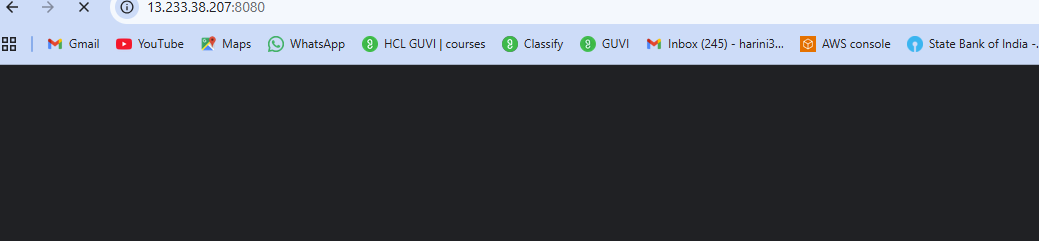 13.233.38.207:8080
Gmail YouTube Maps WhatsApp HCL GUVI | courses Classify GUVI Inbox (245) - harini3... AWS console State Bank of India -...